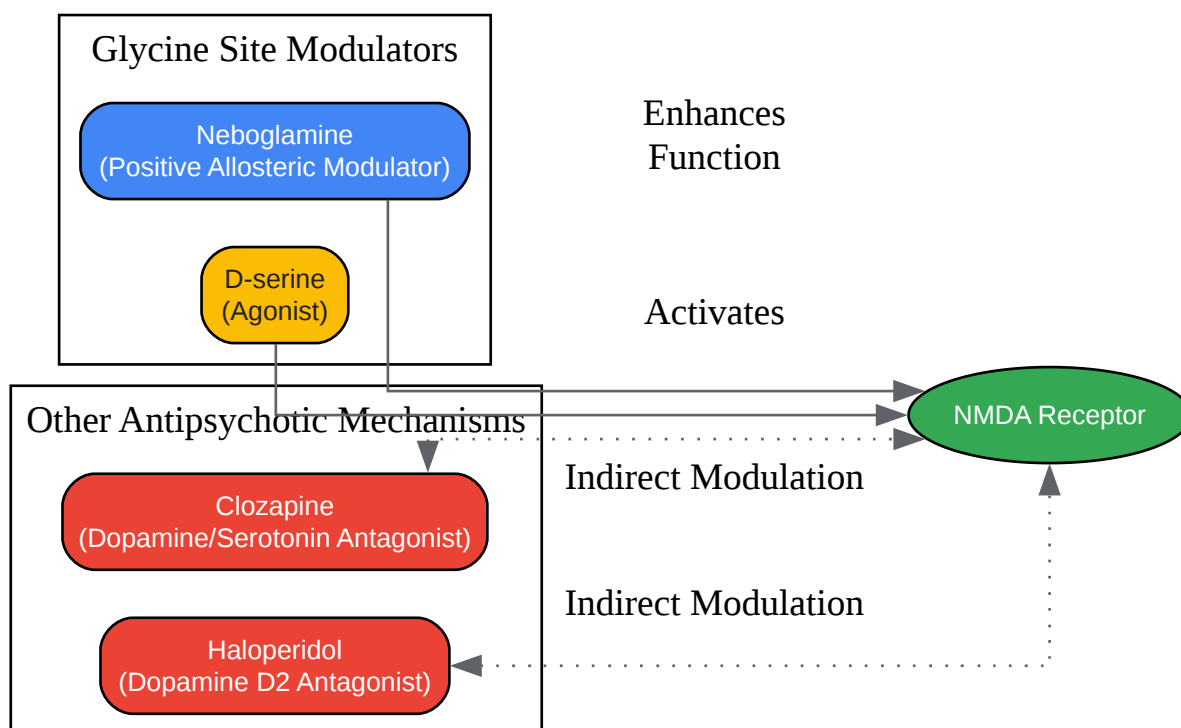 Glycine Site Modulators
Neboglamine
(Positive Allosteric Modulator)
Enhances
Function
D-serine
(Agonist)
Activates
Other Antipsychotic Mechanisms
NMDA Receptor
Indirect Modulation
Clozapine
(Dopamine/Serotonin Antagonist)
Indirect Modulation
Haloperidol
(Dopamine D2 Antagonist)